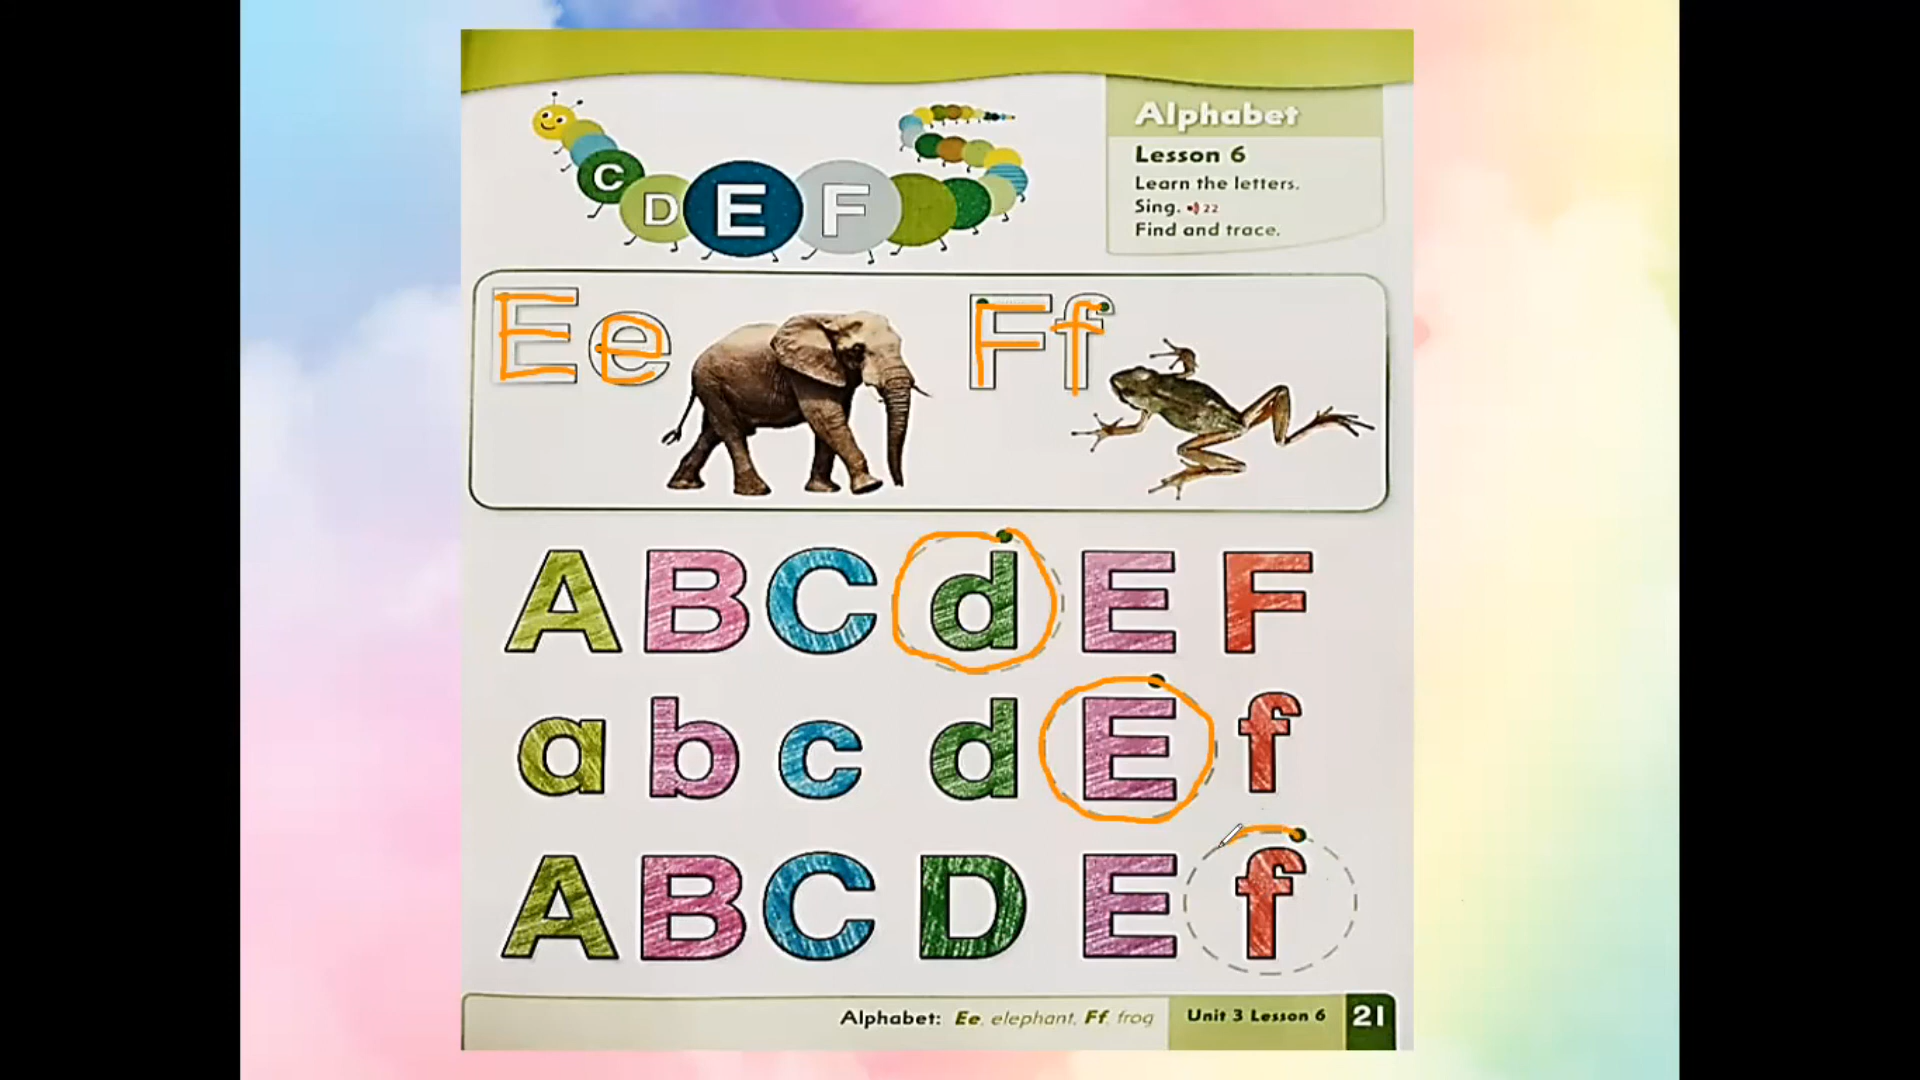 C D E F
Alphabet
Lesson 6
Learn the letters.
Sing. 22
Find and trace.
Ee Ff
A B C d E F
a b c d E f
A B C D E f
Alphabet: Ee, elephant, Ff, frog
Unit 3 Lesson 6 21